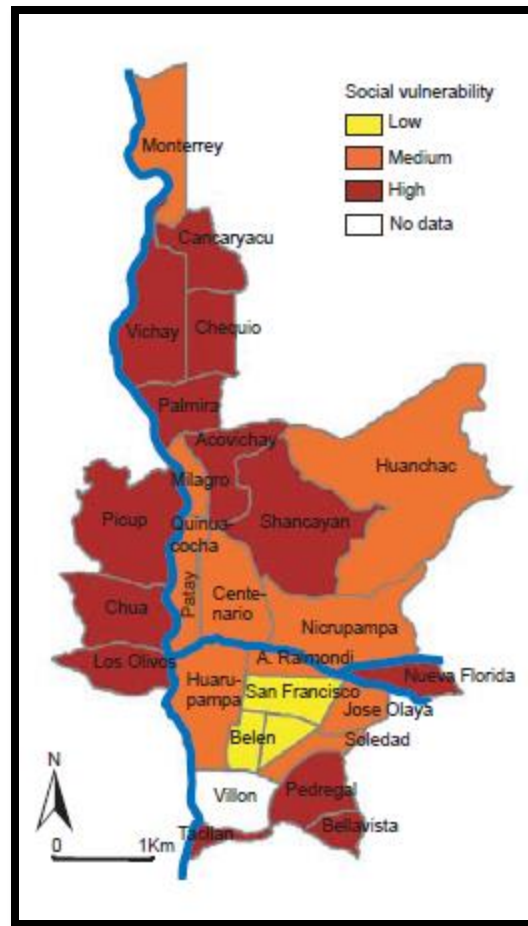 Social vulnerability
Low
Medium
High
No data
Monterrey
Cancaryacu
Vichay
Chequio
Palmira
Acovichay
Huanchac
Milagro
Picup
Shancayan
Quinua-
cocha
Patay
Cente-
nario
Chua
Nicrupampa
Los Olivos
A. Raimondi
Nueva Florida
Huaru-
pampa
San Francisco
Jose Olaya
Belen
Soledad
N
Villon
Pedregal
Bellavista
Tacllan
0 1Km